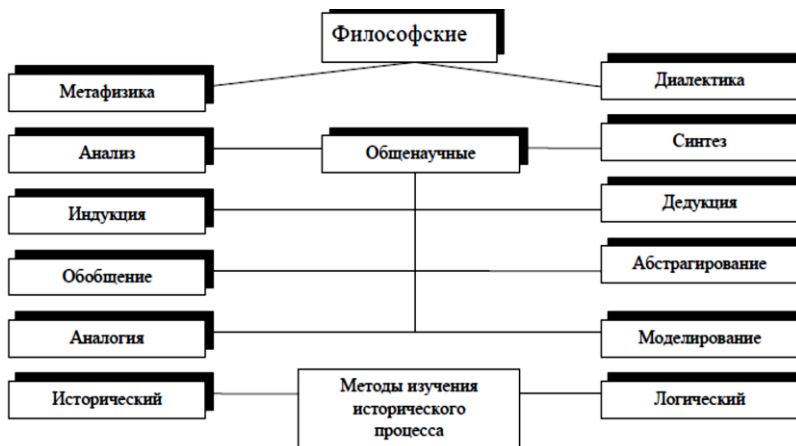 Философские
Метафизика
Диалектика
Анализ
Общенаучные
Синтез
Индукция
Дедукция
Обобщение
Абстрагирование
Аналогия
Моделирование
Исторический
Методы изучения
исторического
процесса
Логический